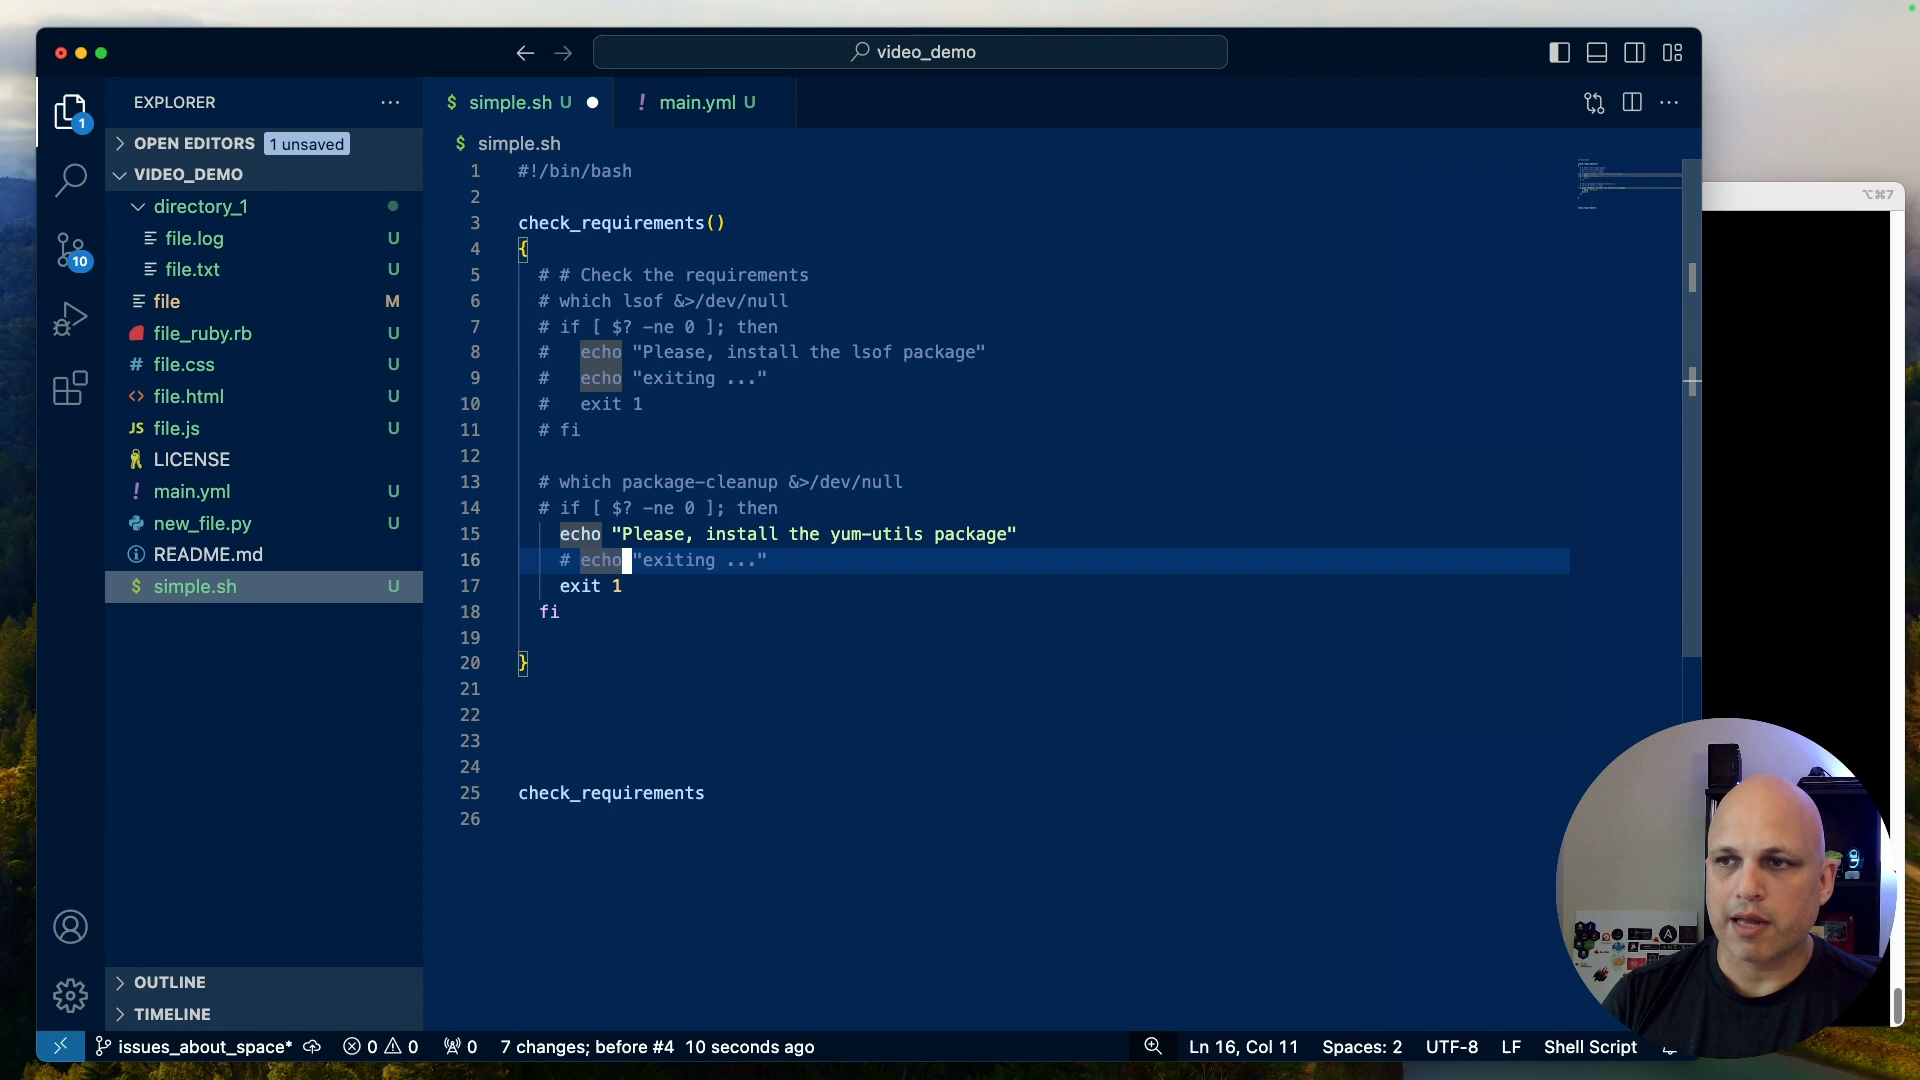 video_demo
EXPLORER
1
OPEN EDITORS 1 unsaved
VIDEO_DEMO
directory_1
file.log U
file.txt U
file M
file_ruby.rb U
file.css U
file.html U
JS file.js U
LICENSE
! main.yml U
new_file.py U
README.md
$ simple.sh U
10
OUTLINE
TIMELINE
$ simple.sh U
! main.yml U
$ simple.sh
1 #!/bin/bash
2
3 check_requirements()
4 {
5 # # Check the requirements
6 # which lsof &>/dev/null
7 # if [ $? -ne 0 ]; then
8 # echo "Please, install the lsof package"
9 # echo "exiting ..."
10 # exit 1
11 # fi
12
13 # which package-cleanup &>/dev/null
14 # if [ $? -ne 0 ]; then
15 echo "Please, install the yum-utils package"
16 # echo "exiting ..."
17 exit 1
18 fi
19
20 }
21
22
23
24
25 check_requirements
26
⌥⌘7
issues_about_space* 0 0 0 7 changes; before #4 10 seconds ago Ln 16, Col 11 Spaces: 2 UTF-8 LF Shell Script